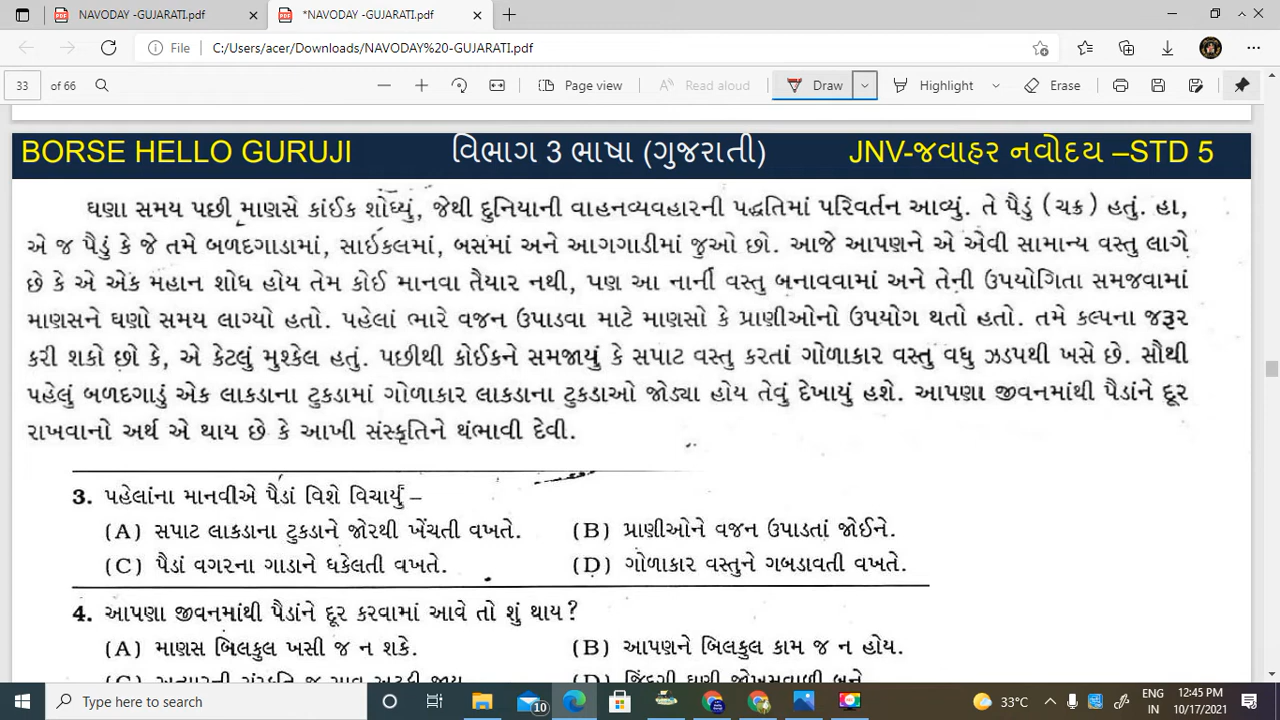 NAVODAY -GUJARATI.pdf
*NAVODAY -GUJARATI.pdf
File C:/Users/acer/Downloads/NAVODAY%20-GUJARATI.pdf
33 of 66 Page view Read aloud Draw Highlight Erase
BORSE HELLO GURUJI વિભાગ 3 ભાષા (ગુજરાતી) JNV-જવાહર નવોદય –STD 5
ઘણા સમય પછી માણસે કાંઈક શોધ્યું, જેથી દુનિયાની વાહનવ્યવહારની પદ્ધતિમાં પરિવર્તન આવ્યું. તે પૈડું (ચક્ર) હતું. હા,
એ જ પૈડું કે જે તમે બળદગાડામાં, સાઇકલમાં, બસમાં અને આગગાડીમાં જુઓ છો. આજે આપણને એ એવી સામાન્ય વસ્તુ લાગે
છે કે એ એક મહાન શોધ હોય તેમ કોઈ માનવા તૈયાર નથી, પણ આ નાની વસ્તુ બનાવવામાં અને તેની ઉપયોગિતા સમજવામાં
માણસને ઘણો સમય લાગ્યો હતો. પહેલાં ભારે વજન ઉપાડવા માટે માણસો કે પ્રાણીઓનો ઉપયોગ થતો હતો. તમે કલ્પના જરૂર
કરી શકો છો કે, એ કેટલું મુશ્કેલ હતું. પછીથી કોઈકને સમજાયું કે સપાટ વસ્તુ કરતાં ગોળાકાર વસ્તુ વધુ ઝડપથી ખસે છે. સૌથી
પહેલું બળદગાડું એક લાકડાના ટુકડામાં ગોળાકાર લાકડાના ટુકડાઓ જોડ્યા હોય તેવું દેખાયું હશે. આપણા જીવનમાંથી પૈડાંને દૂર
રાખવાનો અર્થ એ થાય છે કે આખી સંસ્કૃતિને થંભાવી દેવી.
3. પહેલાંના માનવીએ પૈડાં વિશે વિચાર્યું –
(A) સપાટ લાકડાના ટુકડાને જોરથી ખેંચતી વખતે. (B) પ્રાણીઓને વજન ઉપાડતાં જોઈને.
(C) પૈડાં વગરના ગાડાને ધકેલતી વખતે. (D) ગોળાકાર વસ્તુને ગબડાવતી વખતે.
4. આપણા જીવનમાંથી પૈડાંને દૂર કરવામાં આવે તો શું થાય?
(A) માણસ બિલકુલ ખસી જ ન શકે. (B) આપણને બિલકુલ કામ જ ન હોય.
Type here to search 10 33°C ENG 12:45 PM
IN 10/17/2021